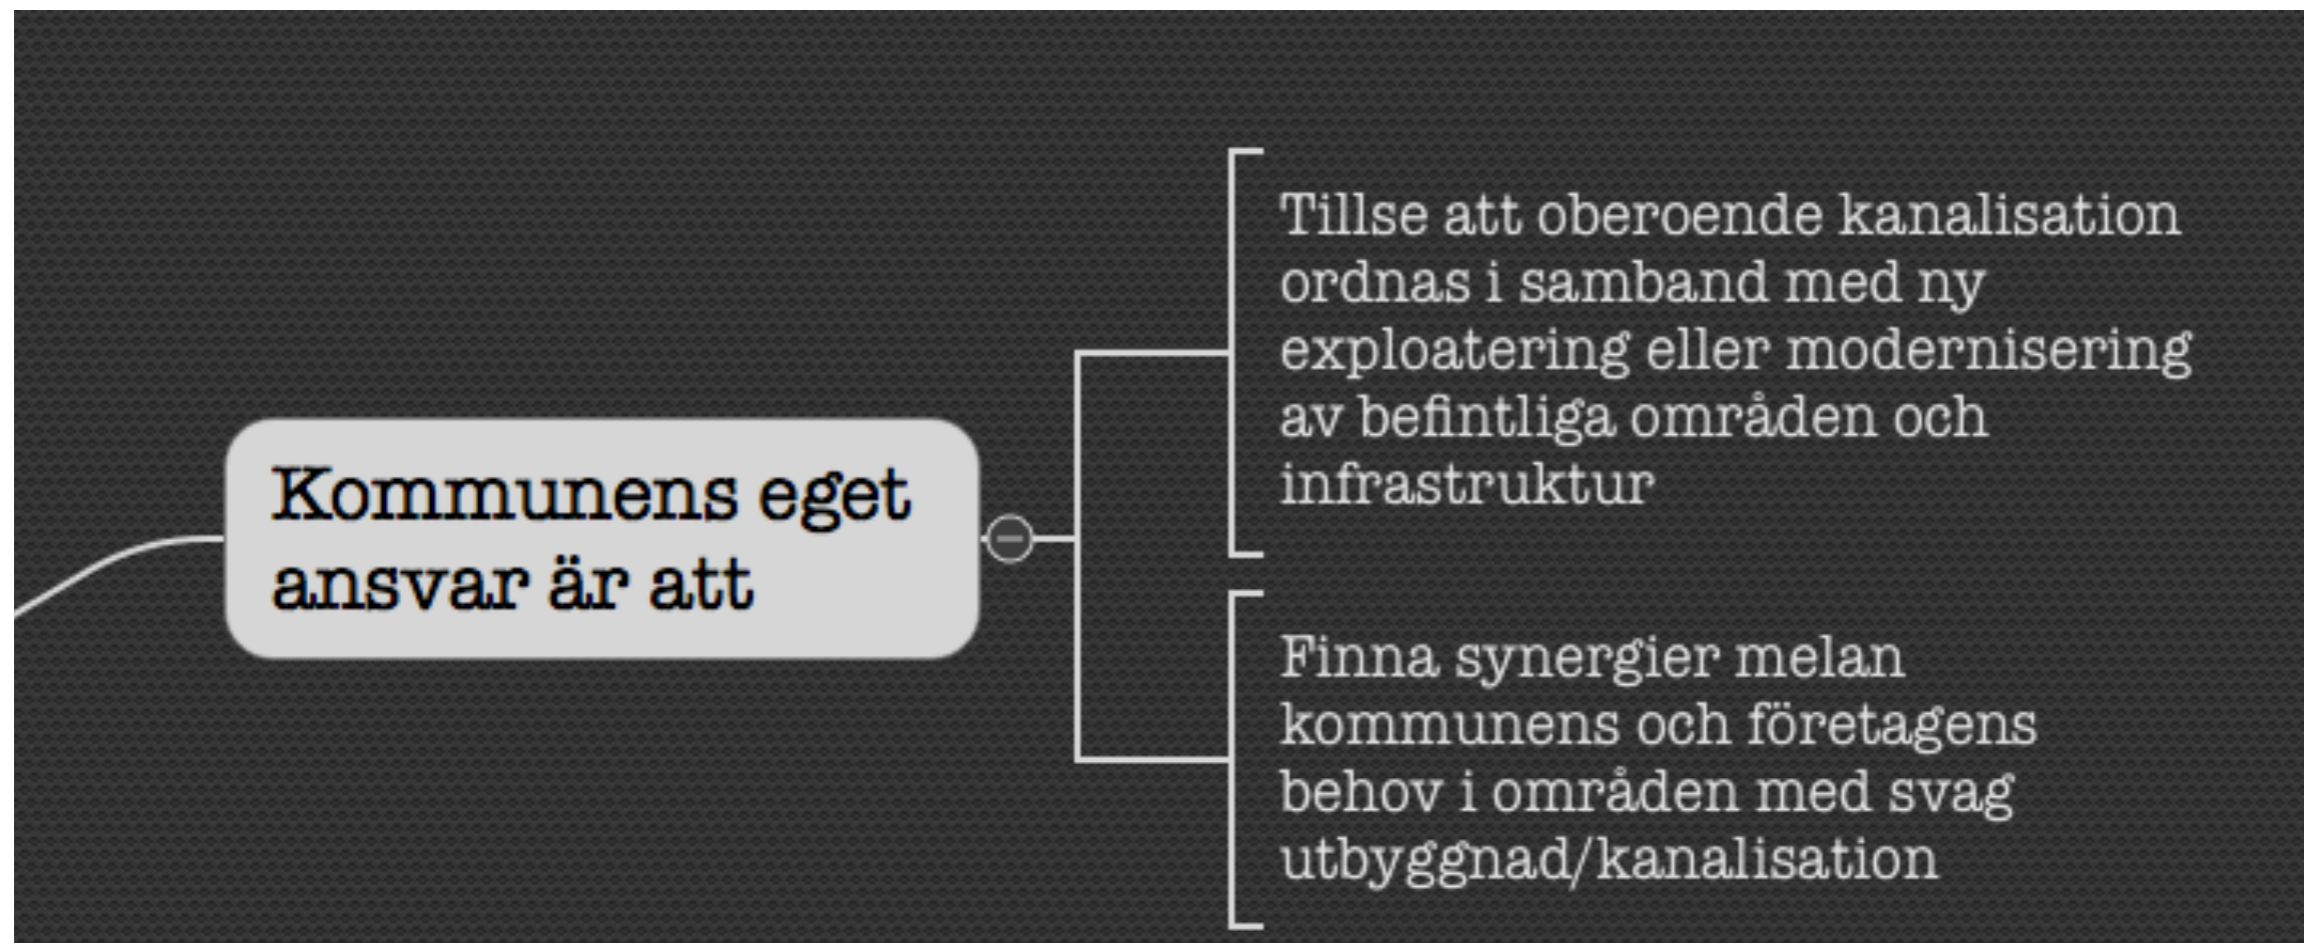 Kommunens eget
ansvar är att
Tillse att oberoende kanalisation
ordnas i samband med ny
exploatering eller modernisering
av befintliga områden och
infrastruktur
Finna synergier melan
kommunens och företagens
behov i områden med svag
utbyggnad/kanalisation